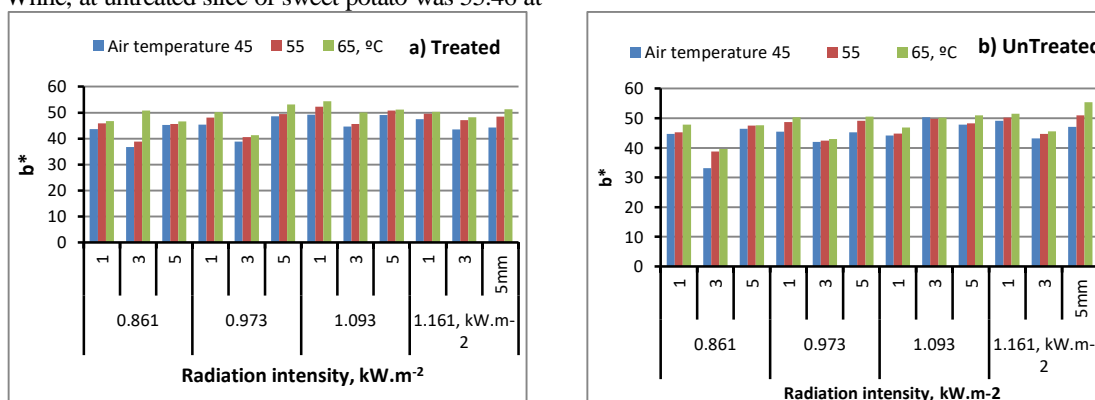 While, at untreated slice of sweet potato was 55.46 at
Air temperature 45 55 65, ºC a) Treated
60
50
40
30
20
10
0
b*
1 3 5 1 3 5 1 3 5 1 3 5mm
0.861 0.973 1.093 1.161, kW.m-
2
Radiation intensity, kW.m-2
Air temperature 45 55 65, ºC b) UnTreated
60
50
40
30
20
10
0
b*
1 3 5 1 3 5 1 3 5 1 3 5mm
0.861 0.973 1.093 1.161, kW.m-
2
Radiation intensity, kW.m-2